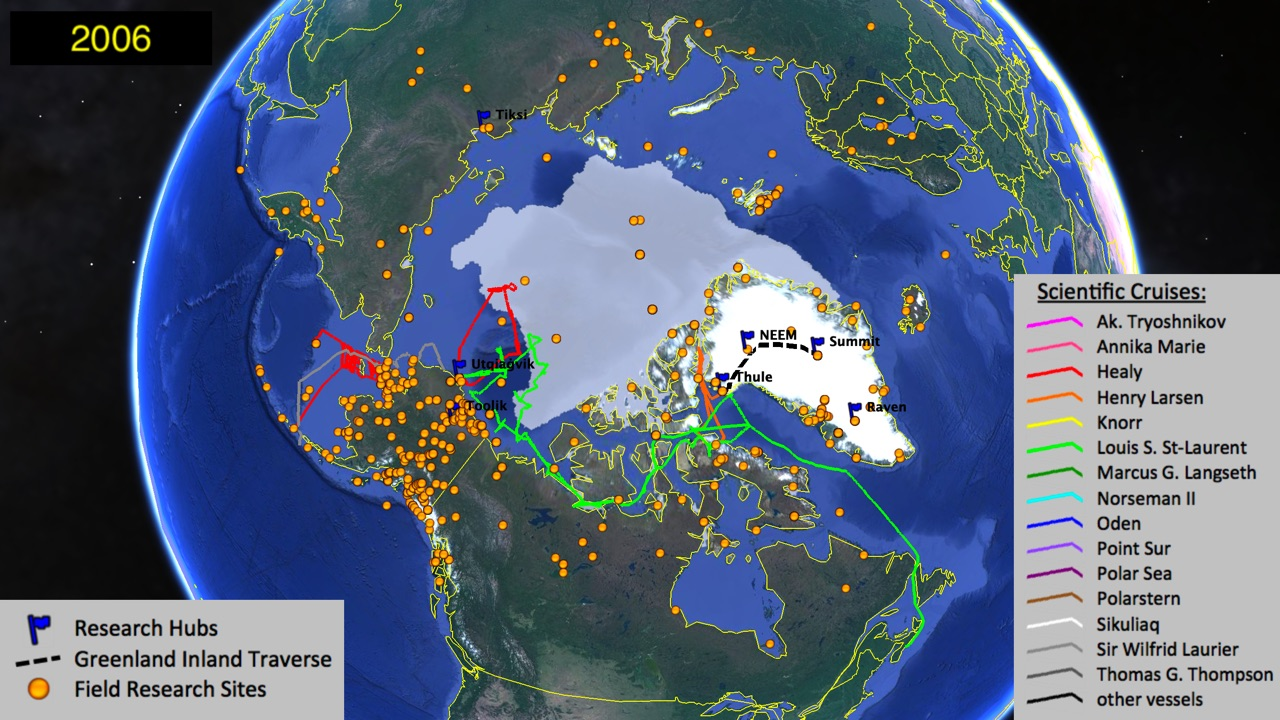 2006
Tiksi
NEEM
Summit
Utqiagvik
Thule
Toolik
Raven
Scientific Cruises:
Ak. Tryoshnikov
Annika Marie
Healy
Henry Larsen
Knorr
Louis S. St-Laurent
Marcus G. Langseth
Norseman II
Oden
Point Sur
Polar Sea
Polarstern
Sikuliaq
Sir Wilfrid Laurier
Thomas G. Thompson
other vessels
Research Hubs
Greenland Inland Traverse
Field Research Sites